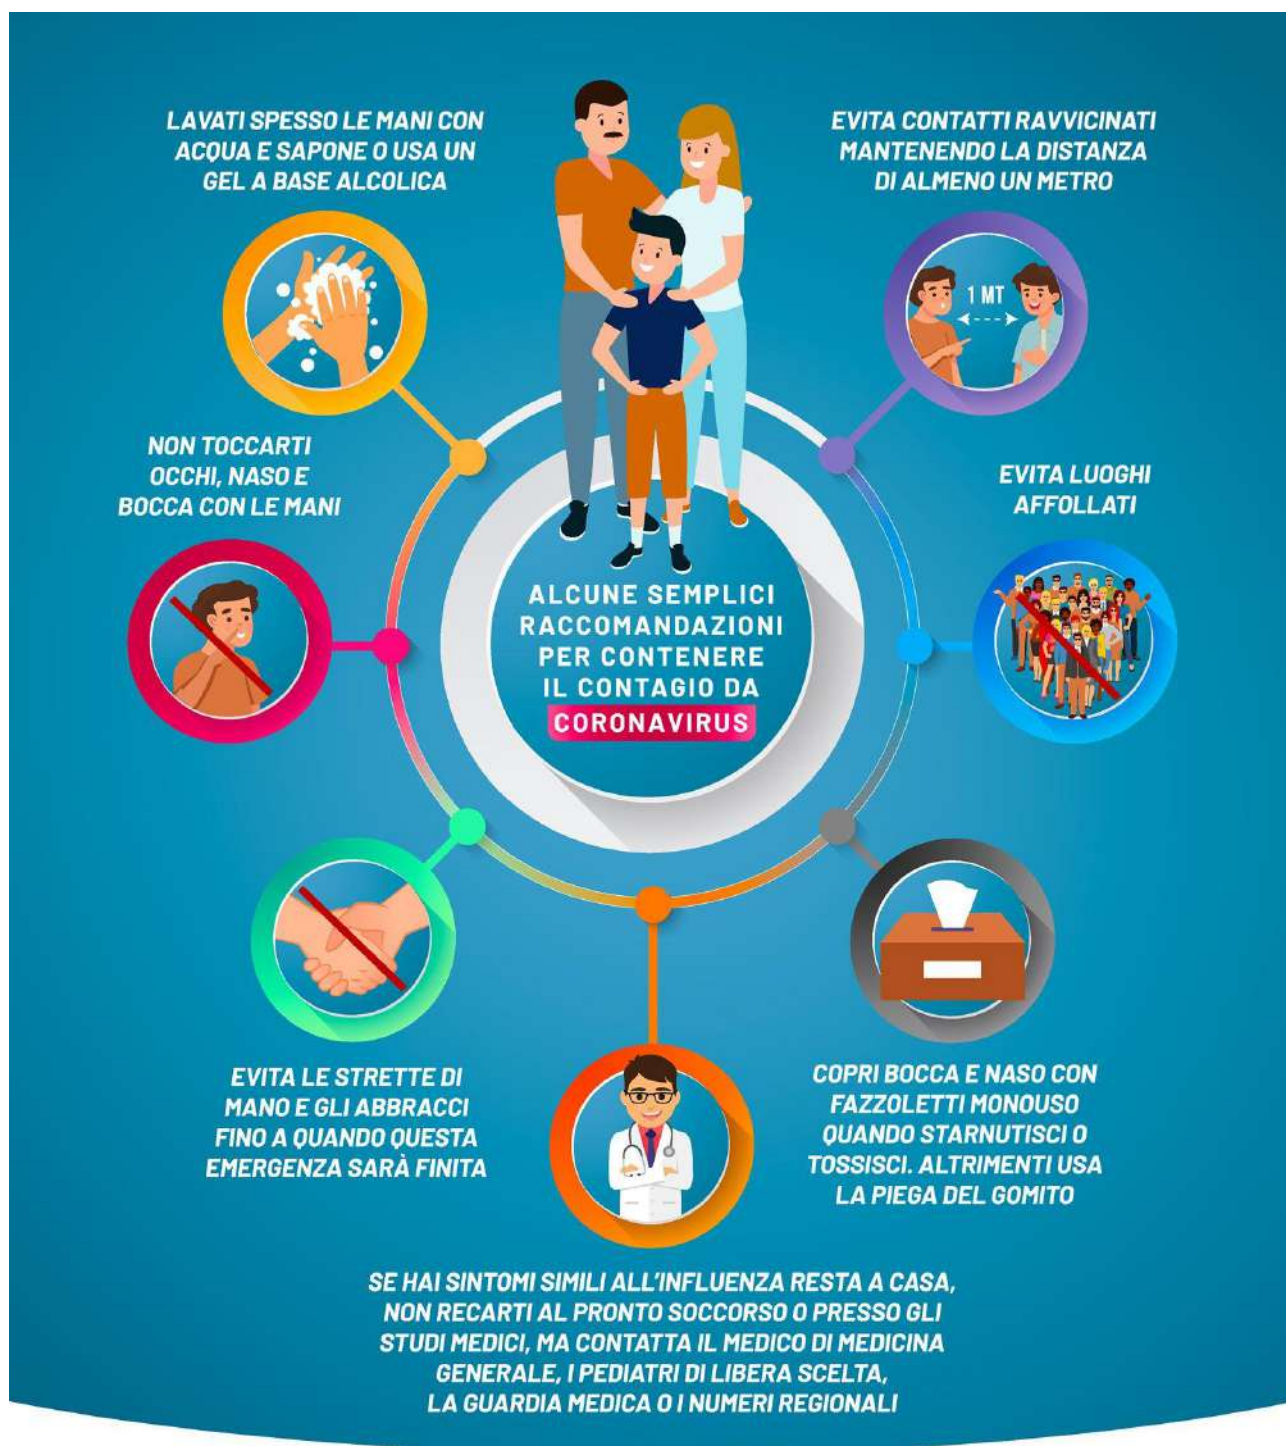 LAVATI SPESSO LE MANI CON
ACQUA E SAPONE O USA UN
GEL A BASE ALCOLICA
EVITA CONTATTI RAVVICINATI
MANTENENDO LA DISTANZA
DI ALMENO UN METRO
1 MT
NON TOCCARTI
OCCHI, NASO E
BOCCA CON LE MANI
EVITA LUOGHI
AFFOLLATI
ALCUNE SEMPLICI
RACCOMANDAZIONI
PER CONTENERE
IL CONTAGIO DA
CORONAVIRUS
EVITA LE STRETTE DI
MANO E GLI ABBRACCI
FINO A QUANDO QUESTA
EMERGENZA SARÀ FINITA
COPRI BOCCA E NASO CON
FAZZOLETTI MONOUSO
QUANDO STARNUTISCI O
TOSSISCI. ALTRIMENTI USA
LA PIEGA DEL GOMITO
SE HAI SINTOMI SIMILI ALL'INFLUENZA RESTA A CASA,
NON RECARTI AL PRONTO SOCCORSO O PRESSO GLI
STUDI MEDICI, MA CONTATTA IL MEDICO DI MEDICINA
GENERALE, I PEDIATRI DI LIBERA SCELTA,
LA GUARDIA MEDICA O I NUMERI REGIONALI